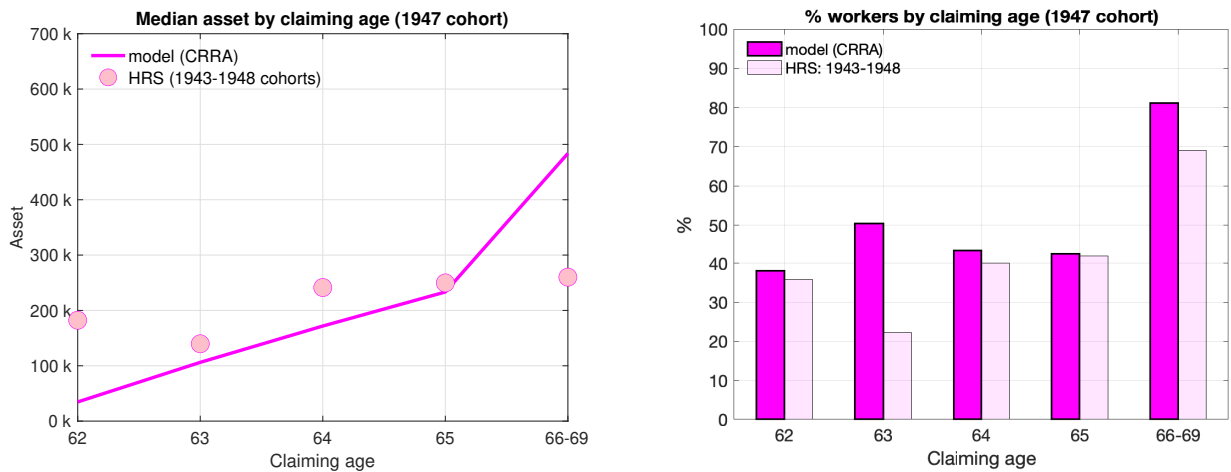 Median asset by claiming age (1947 cohort)
700 k
600 k
500 k
400 k
300 k
200 k
100 k
0 k
Asset
model (CRRA)
HRS (1943-1948 cohorts)
62
63
64
65
66-69
Claiming age
% workers by claiming age (1947 cohort)
100
90
80
70
60
50
40
30
20
10
0
%
model (CRRA)
HRS: 1943-1948
62
63
64
65
66-69
Claiming age